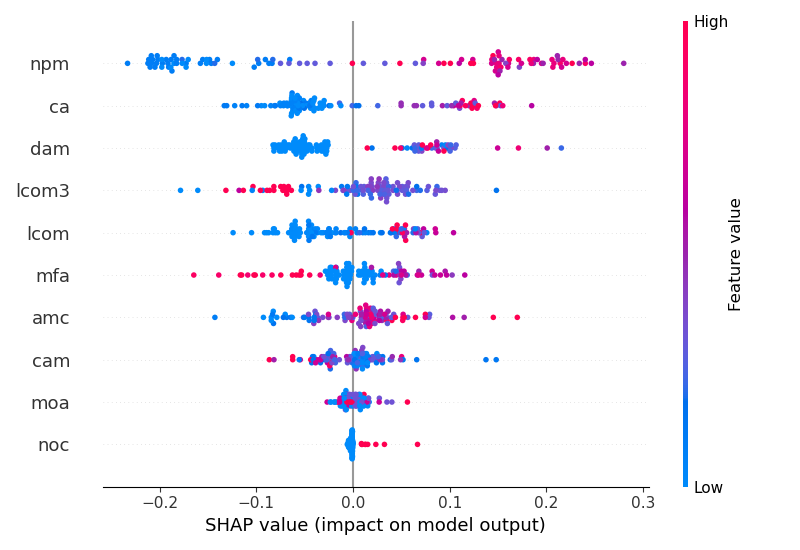 High
npm
ca
dam
lcom3
lcom
mfa
amc
cam
moa
noc
Feature value
Low
−0.2 −0.1 0.0 0.1 0.2 0.3
SHAP value (impact on model output)